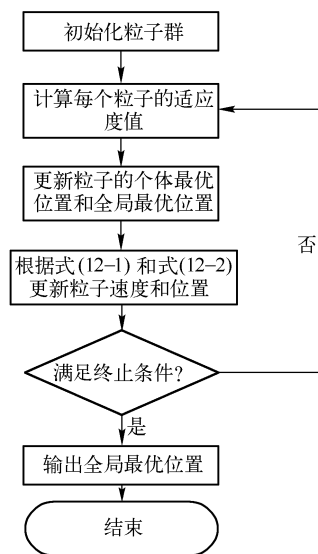 初始化粒子群
计算每个粒子的适应
度值
更新粒子的个体最优
位置和全局最优位置
否
根据式(12-1)和式(12-2)
更新粒子速度和位置
满足终止条件?
是
输出全局最优位置
结束